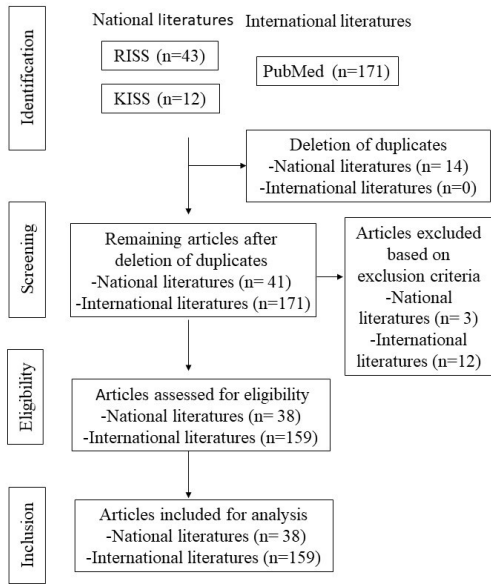 Identification
National literatures
International literatures
RISS (n=43)
KISS (n=12)
PubMed (n=171)
Deletion of duplicates
-National literatures (n= 14)
-International literatures (n=0)
Screening
Remaining articles after
deletion of duplicates
-National literatures (n= 41)
-International literatures (n=171)
Articles excluded
based on
exclusion criteria
-National
literatures (n= 3)
-International
literatures (n=12)
Eligibility
Articles assessed for eligibility
-National literatures (n= 38)
-International literatures (n=159)
Inclusion
Articles included for analysis
-National literatures (n= 38)
-International literatures (n=159)